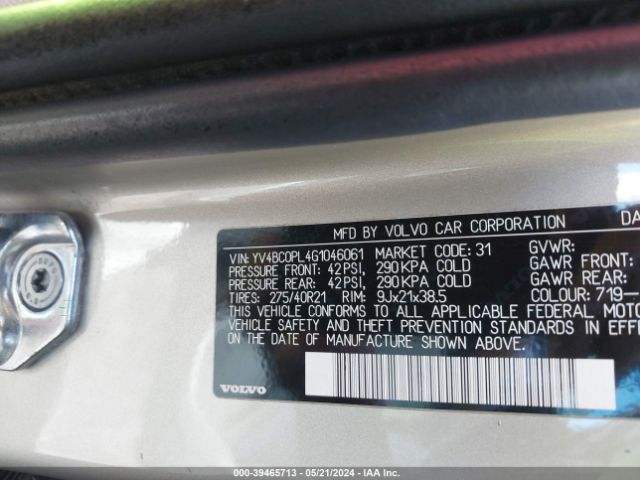 MFD BY VOLVO CAR CORPORATION DA
VIN: YV4BC0PL4G1046061 MARKET CODE: 31 GVWR:
PRESSURE FRONT: 42PSI, 290KPA COLD GAWR FRONT:
PRESSURE REAR: 42PSI, 290KPA COLD GAWR REAR:
TIRES: 275/40R21 RIM: 9Jx21x38.5 COLOUR: 719-
THIS VEHICLE CONFORMS TO ALL APPLICABLE FEDERAL MOTO
VEHICLE SAFETY AND THEFT PREVENTION STANDARDS IN EFFE
ON THE DATE OF MANUFACTURE SHOWN ABOVE.
VOLVO
000-39465713 - 05/21/2024 - IAA Inc.